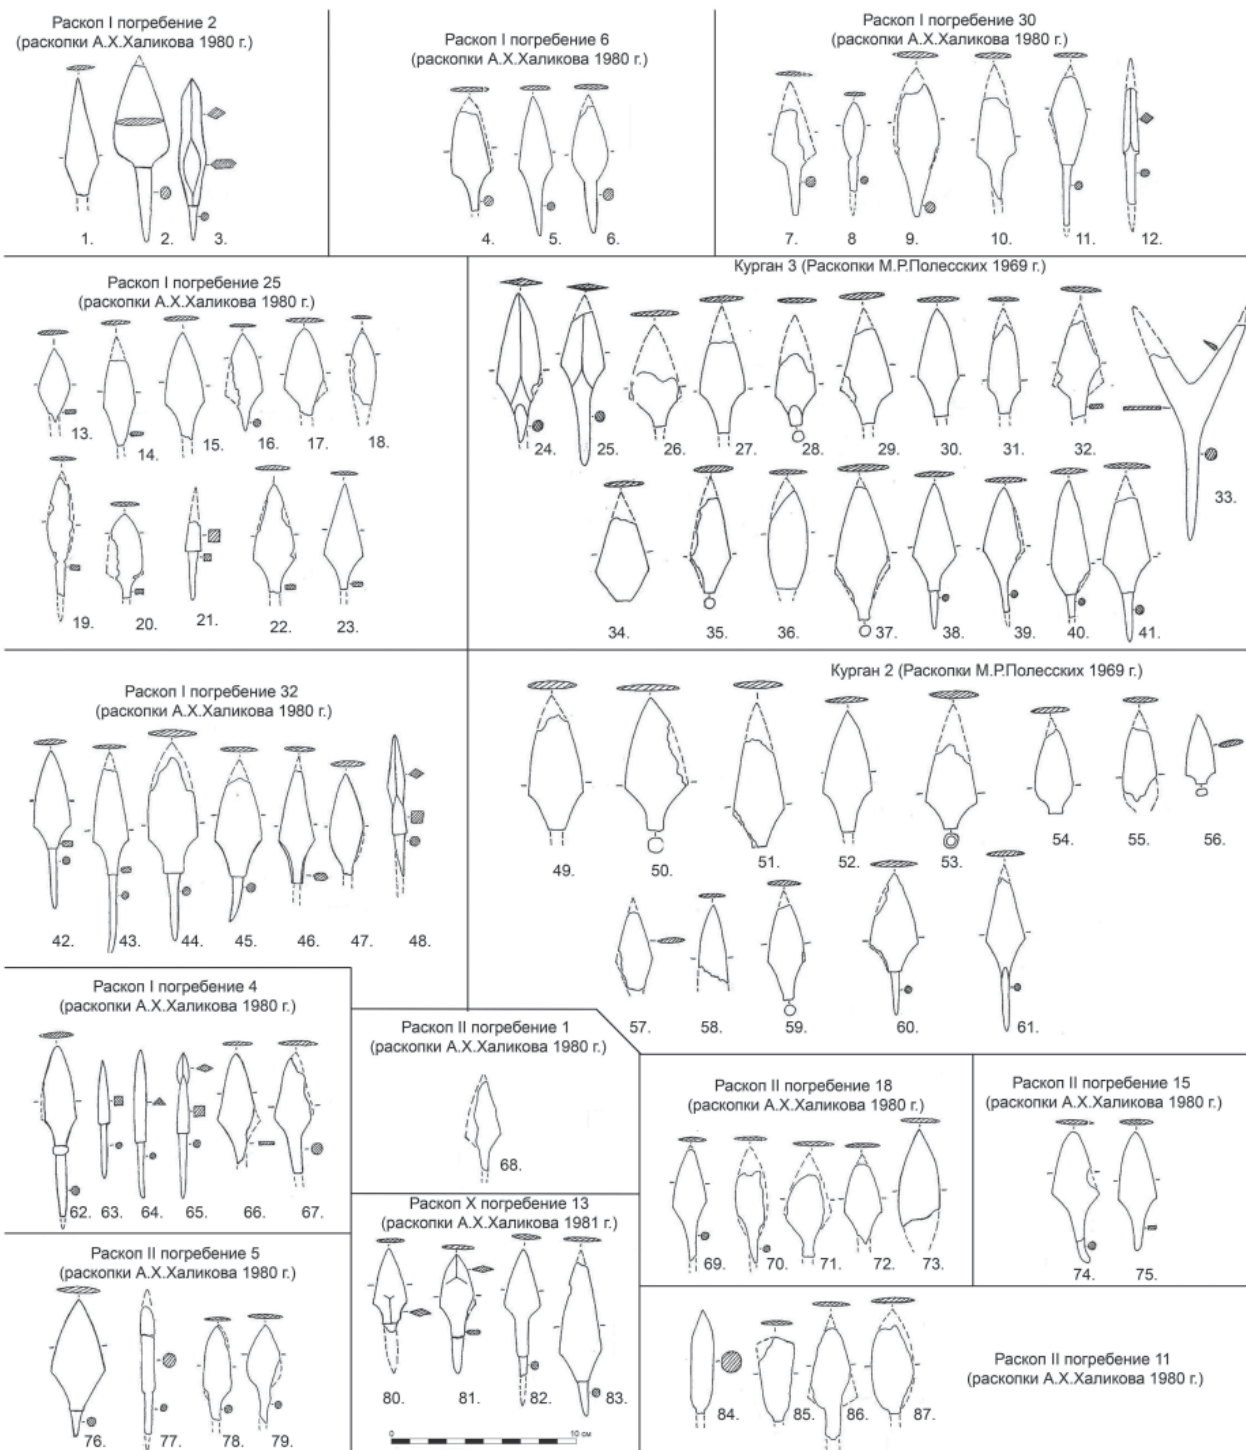 Раскоп I погребение 2
(раскопки А.Х.Халикова 1980 г.)
1. 2. 3.
Раскоп I погребение 6
(раскопки А.Х.Халикова 1980 г.)
4. 5. 6.
Раскоп I погребение 30
(раскопки А.Х.Халикова 1980 г.)
7. 8 9. 10. 11. 12.
Раскоп I погребение 25
(раскопки А.Х.Халикова 1980 г.)
13. 14. 15. 16. 17. 18.
19. 20. 21. 22. 23.
Курган 3 (Раскопки М.Р.Полесских 1969 г.)
24. 25. 26. 27. 28. 29. 30. 31. 32. 33.
34. 35. 36. 37. 38. 39. 40. 41.
Раскоп I погребение 32
(раскопки А.Х.Халикова 1980 г.)
42. 43. 44. 45. 46. 47. 48.
Курган 2 (Раскопки М.Р.Полесских 1969 г.)
49. 50. 51. 52. 53. 54. 55. 56.
57. 58. 59. 60. 61.
Раскоп I погребение 4
(раскопки А.Х.Халикова 1980 г.)
62. 63. 64. 65. 66. 67.
Раскоп II погребение 1
(раскопки А.Х.Халикова 1980 г.)
68.
Раскоп II погребение 18
(раскопки А.Х.Халикова 1980 г.)
69. 70. 71. 72. 73.
Раскоп II погребение 15
(раскопки А.Х.Халикова 1980 г.)
74. 75.
Раскоп II погребение 5
(раскопки А.Х.Халикова 1980 г.)
76. 77. 78. 79.
Раскоп X погребение 13
(раскопки А.Х.Халикова 1981 г.)
80. 81. 82. 83.
0 10 см
84. 85. 86. 87.
Раскоп II погребение 11
(раскопки А.Х.Халикова 1980 г.)